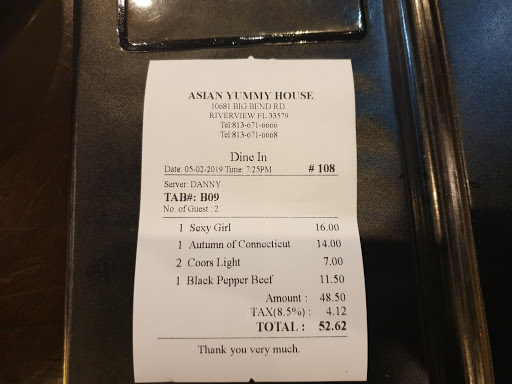 ASIAN YUMMY HOUSE
10681 BIG BEND RD.
RIVERVIEW FL 33579
Tel:813-671-6666
Tel:813-671-6668
Dine In
Date: 05-02-2019 Time: 7:25PM # 108
Server: DANNY
TAB#: B09
No. of Guest : 2
1 Sexy Girl 16.00
1 Autumn of Connecticut 14.00
2 Coors Light 7.00
1 Black Pepper Beef 11.50
Amount : 48.50
TAX(8.5%) : 4.12
TOTAL : 52.62
Thank you very much.